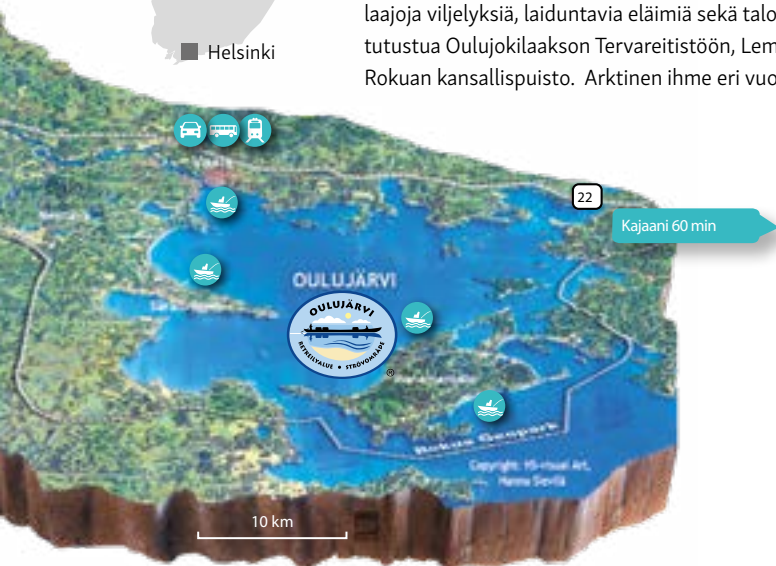 laajoja viljelyksiä, laiduntavia eläimiä sekä talo
Helsinki
tutustua Oulujokilaakson Tervareitistöön, Lem
Rokuan kansallispuisto. Arktinen ihme eri vuo
22
Kajaani 60 min
OULUJÄRVI
OULUJÄRVI
RETKEILYALUE • STRÖVOMRÅDE
®
Rokua Geopark
Copyright: HS-visual Art,
Hannu Sievilä
10 km